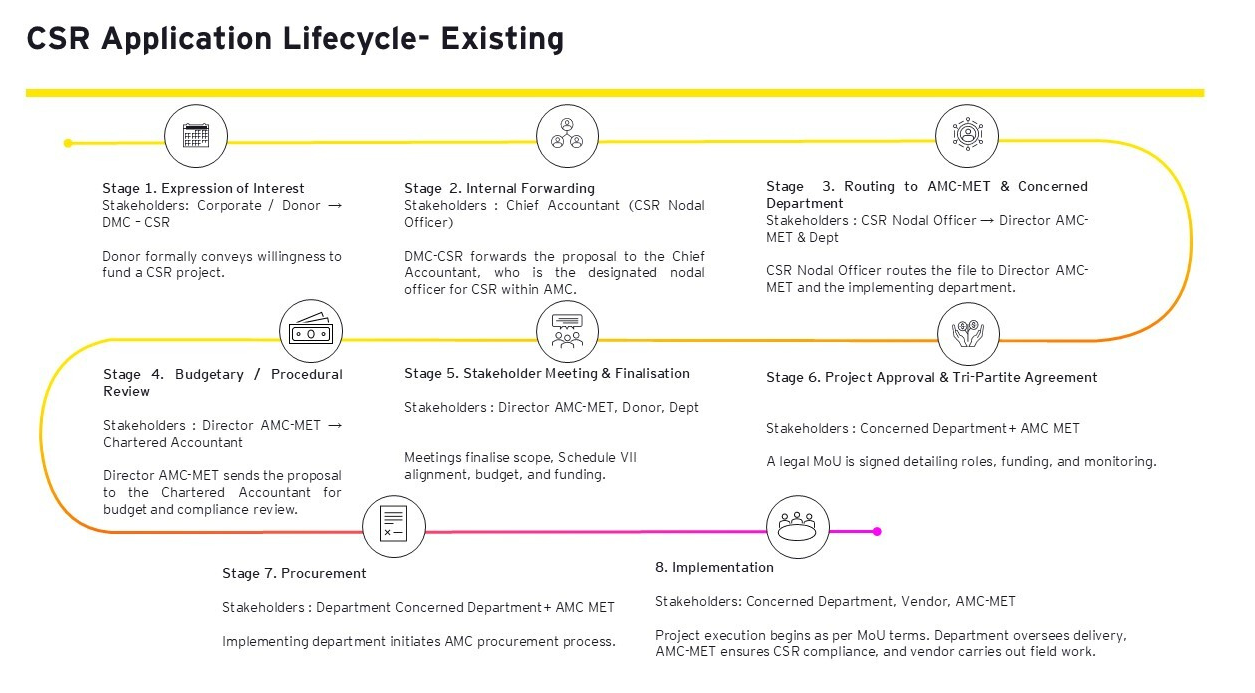 CSR Application Lifecycle- Existing
Stage 1. Expression of Interest
Stakeholders: Corporate / Donor →
DMC – CSR
Donor formally conveys willingness to
fund a CSR project.
Stage 2. Internal Forwarding
Stakeholders : Chief Accountant (CSR Nodal
Officer)
DMC-CSR forwards the proposal to the Chief
Accountant, who is the designated nodal
officer for CSR within AMC.
Stage 3. Routing to AMC-MET & Concerned
Department
Stakeholders : CSR Nodal Officer → Director AMC-
MET & Dept
CSR Nodal Officer routes the file to Director AMC-
MET and the implementing department.
Stage 4. Budgetary / Procedural
Review
Stakeholders : Director AMC-MET →
Chartered Accountant
Director AMC-MET sends the proposal
to the Chartered Accountant for
budget and compliance review.
Stage 5. Stakeholder Meeting & Finalisation
Stakeholders : Director AMC-MET, Donor, Dept
Meetings finalise scope, Schedule VII
alignment, budget, and funding.
Stage 6. Project Approval & Tri-Partite Agreement
Stakeholders : Concerned Department+ AMC MET
A legal MoU is signed detailing roles, funding, and monitoring.
Stage 7. Procurement
Stakeholders : Department Concerned Department+ AMC MET
Implementing department initiates AMC procurement process.
8. Implementation
Stakeholders: Concerned Department, Vendor, AMC-MET
Project execution begins as per MoU terms. Department oversees delivery,
AMC-MET ensures CSR compliance, and vendor carries out field work.